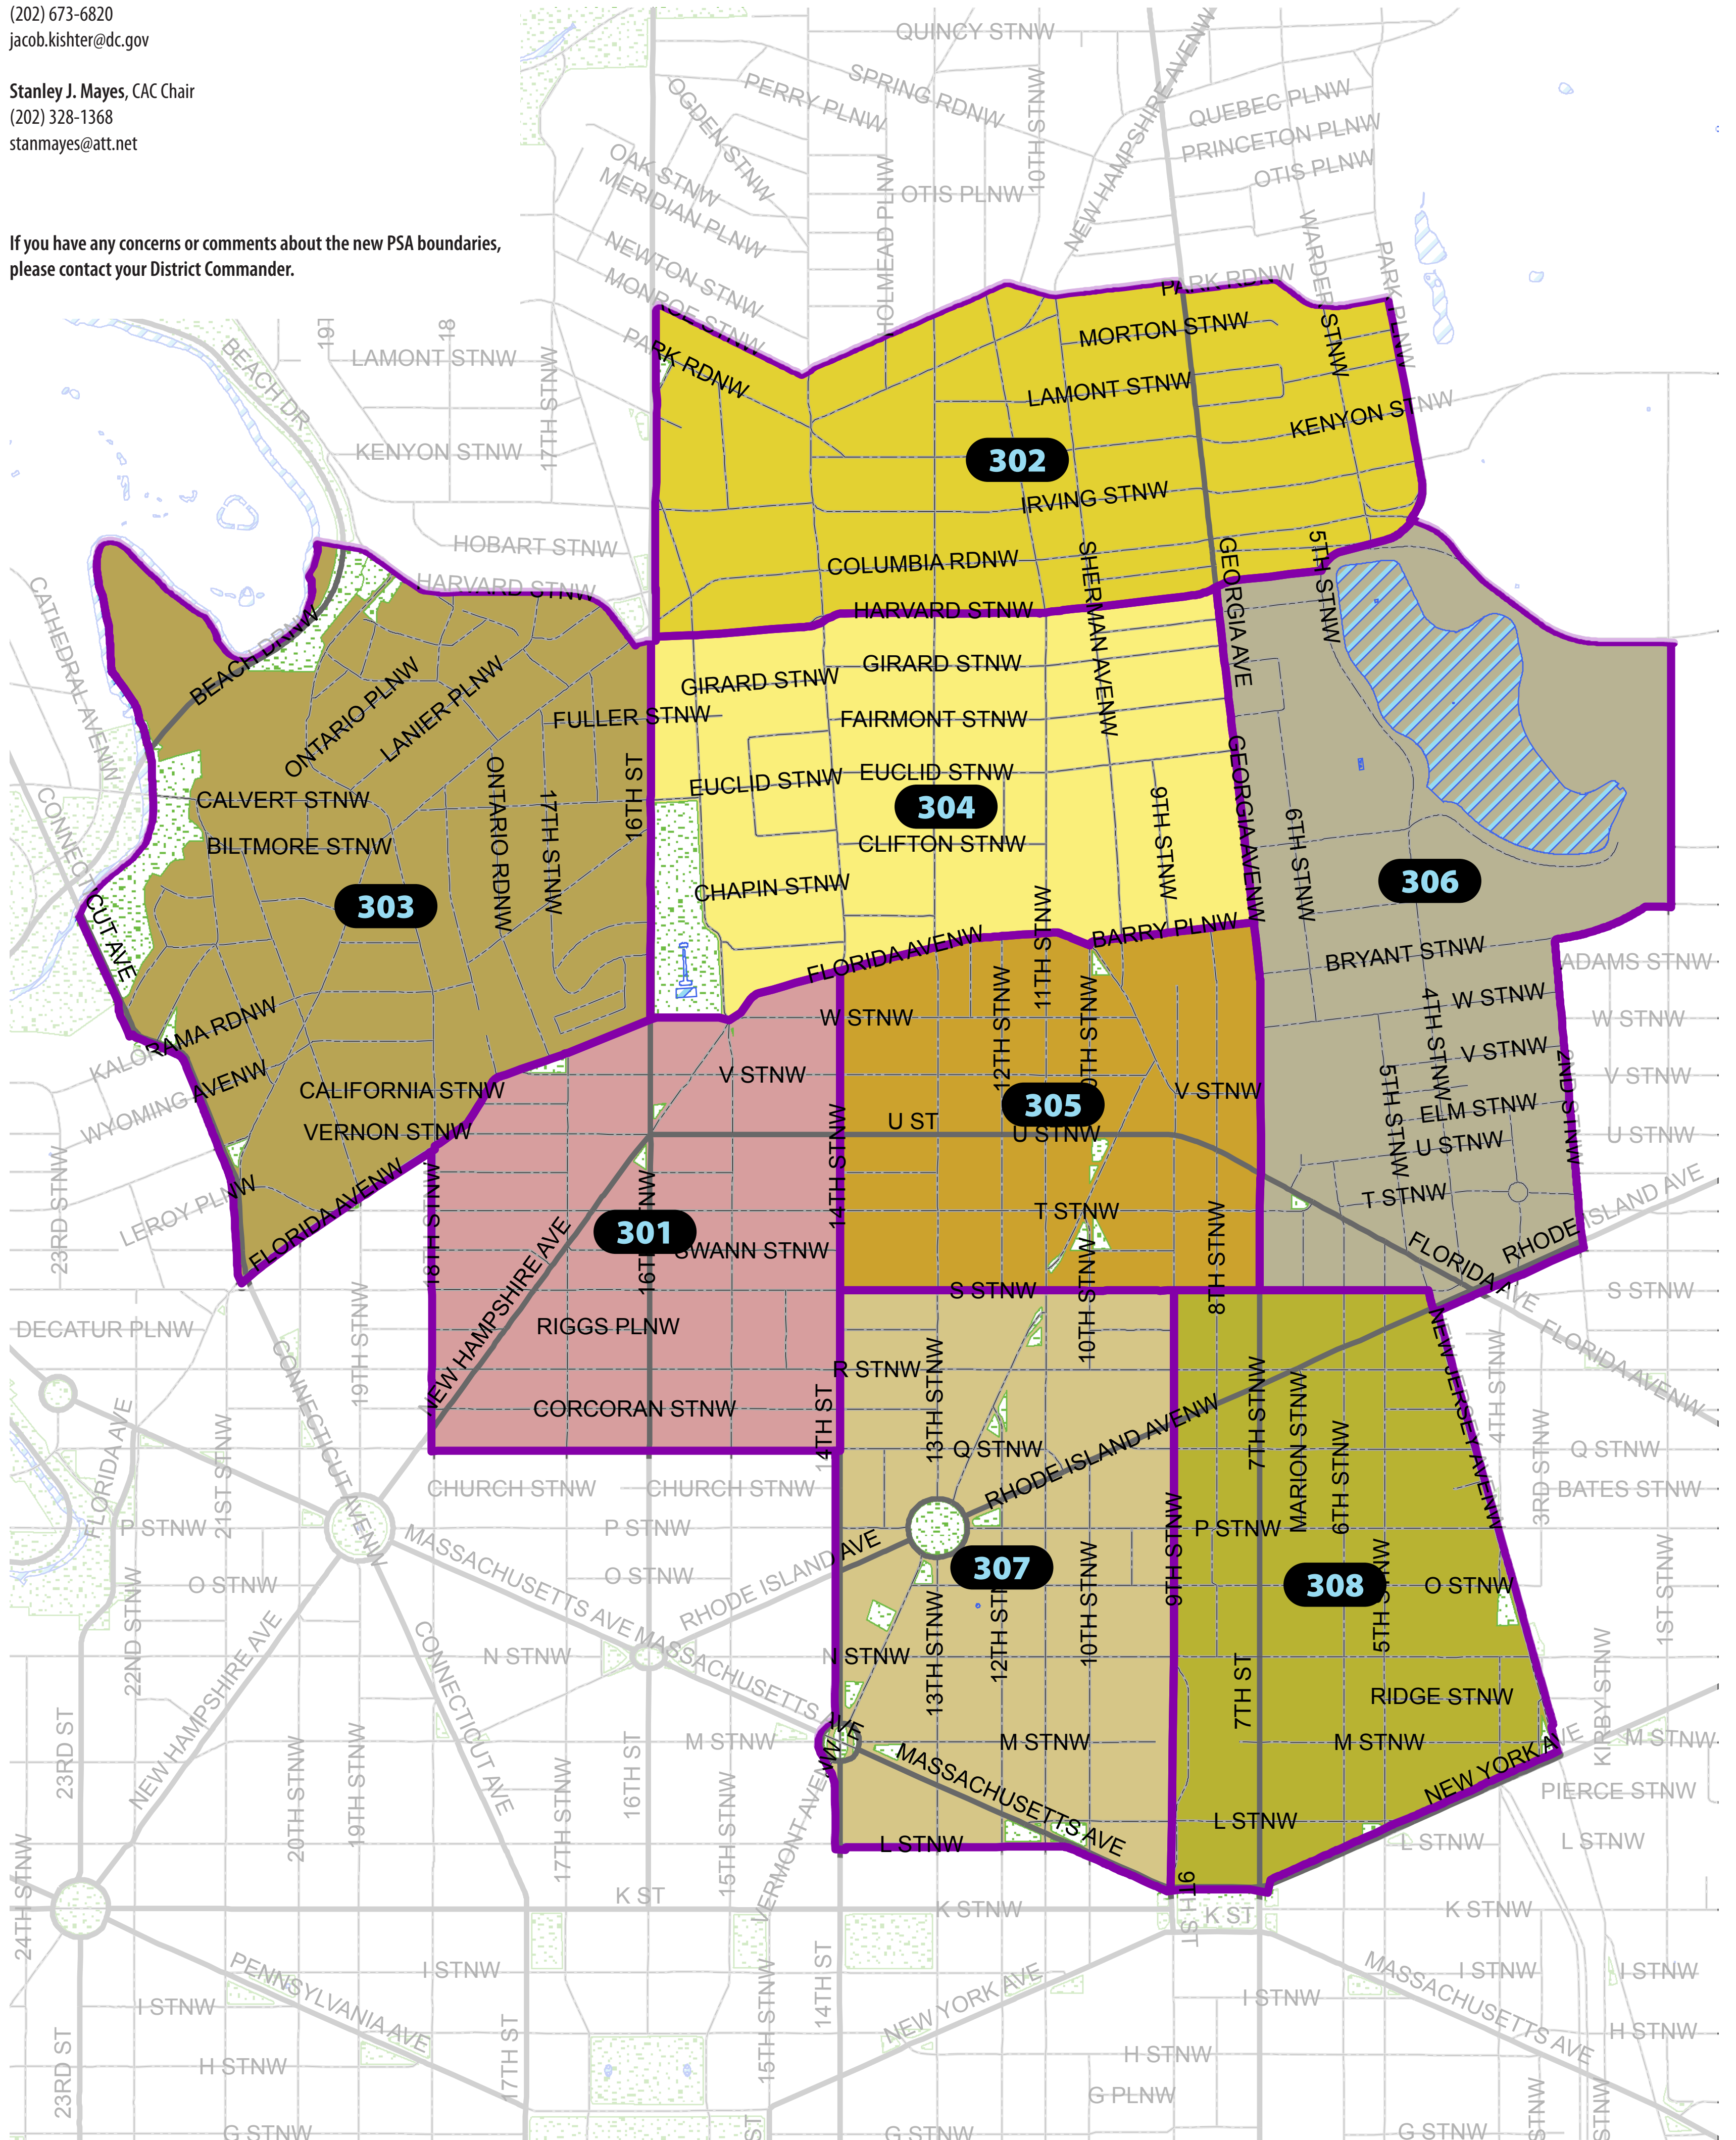 (202) 673-6820
jacob.kishter@dc.gov
Stanley J. Mayes, CAC Chair
(202) 328-1368
stanmayes@att.net
If you have any concerns or comments about the new PSA boundaries,
please contact your District Commander.
QUINCY STNW
SPRING RDNW
PERRY PLNW
OGDEN STNW
10TH STNW
NEW HAMPSHIRE AVENW
QUEBEC PLNW
PRINCETON PLNW
OTIS PLNW
OAK STNW
MERIDIAN PLNW
OTIS PLNW
HOLMEAD PLNW
NEWTON STNW
MONROE STNW
WARDER STNW
PARK PLNW
PARK RDNW
BEACH DR
LAMONT STNW
17TH STNW
KENYON STNW
HOBART STNW
HARVARD STNW
PARK RDNW
MORTON STNW
LAMONT STNW
KENYON STNW
302
IRVING STNW
COLUMBIA RDNW
SHERMAN AVENW
GEORGIA AVE
5TH STNW
HARVARD STNW
CATHEDRAL AVENW
BEACH DRNW
ONTARIO PLNW
LANIER PLNW
FULLER STNW
GIRARD STNW
GIRARD STNW
FAIRMONT STNW
EUCLID STNW
EUCLID STNW
304
CLIFTON STNW
CHAPIN STNW
9TH STNW
GEORGIA AVENW
6TH STNW
306
CALVERT STNW
BILTMORE STNW
303
ONTARIO RDNW
17TH STNW
16TH ST
CONNECTICUT AVE
FLORIDA AVENW
11TH STNW
BARRY PLNW
BRYANT STNW
ADAMS STNW
W STNW
W STNW
W STNW
4TH STNW
V STNW
V STNW
2ND STNW
5TH STNW
ELM STNW
U STNW
U STNW
T STNW
KALORAMA RDNW
WYOMING AVENW
CALIFORNIA STNW
VERNON STNW
LEROY PLNW
23RD STNW
FLORIDA AVENW
18TH STNW
V STNW
14TH STNW
12TH STNW
10TH STNW
305
V STNW
U ST
U STNW
T STNW
8TH STNW
301
16TH STNW
SWANN STNW
NEW HAMPSHIRE AVE
RIGGS PLNW
CORCORAN STNW
S STNW
10TH STNW
FLORIDA AVE
RHODE ISLAND AVE
S STNW
FLORIDA AVENW
DECATUR PLNW
19TH STNW
CONNECTICUT AVENW
R STNW
14TH ST
13TH STNW
Q STNW
RHODE ISLAND AVENW
7TH STNW
MARION STNW
6TH STNW
NEW JERSEY AVENW
4TH STNW
3RD STNW
Q STNW
BATES STNW
FLORIDA AVE
21ST STNW
P STNW
CHURCH STNW
CHURCH STNW
P STNW
MASSACHUSETTS AVE
O STNW
O STNW
RHODE ISLAND AVE
307
P STNW
9TH STNW
308
O STNW
5TH STNW
1ST STNW
22ND STNW
N STNW
MASSACHUSETTS AVE
N STNW
13TH STNW
12TH STNW
10TH STNW
7TH ST
RIDGE STNW
KIRBY STNW
23RD ST
NEW HAMPSHIRE AVE
CONNECTICUT AVE
20TH STNW
19TH STNW
17TH STNW
16TH ST
15TH STNW
M STNW
VERMONT AVENW
M STNW
MASSACHUSETTS AVE
M STNW
M STNW
NEW YORK AVE
PIERCE STNW
L STNW
L STNW
L STNW
L STNW
24TH STNW
K ST
K STNW
9TH ST
K ST
K STNW
PENNSYLVANIA AVE
I STNW
I STNW
17TH ST
15TH STNW
14TH ST
NEW YORK AVE
I STNW
MASSACHUSETTS AVE
I STNW
I STNW
H STNW
23RD ST
H STNW
H STNW
G PLNW
G STNW
G STNW
G STNW